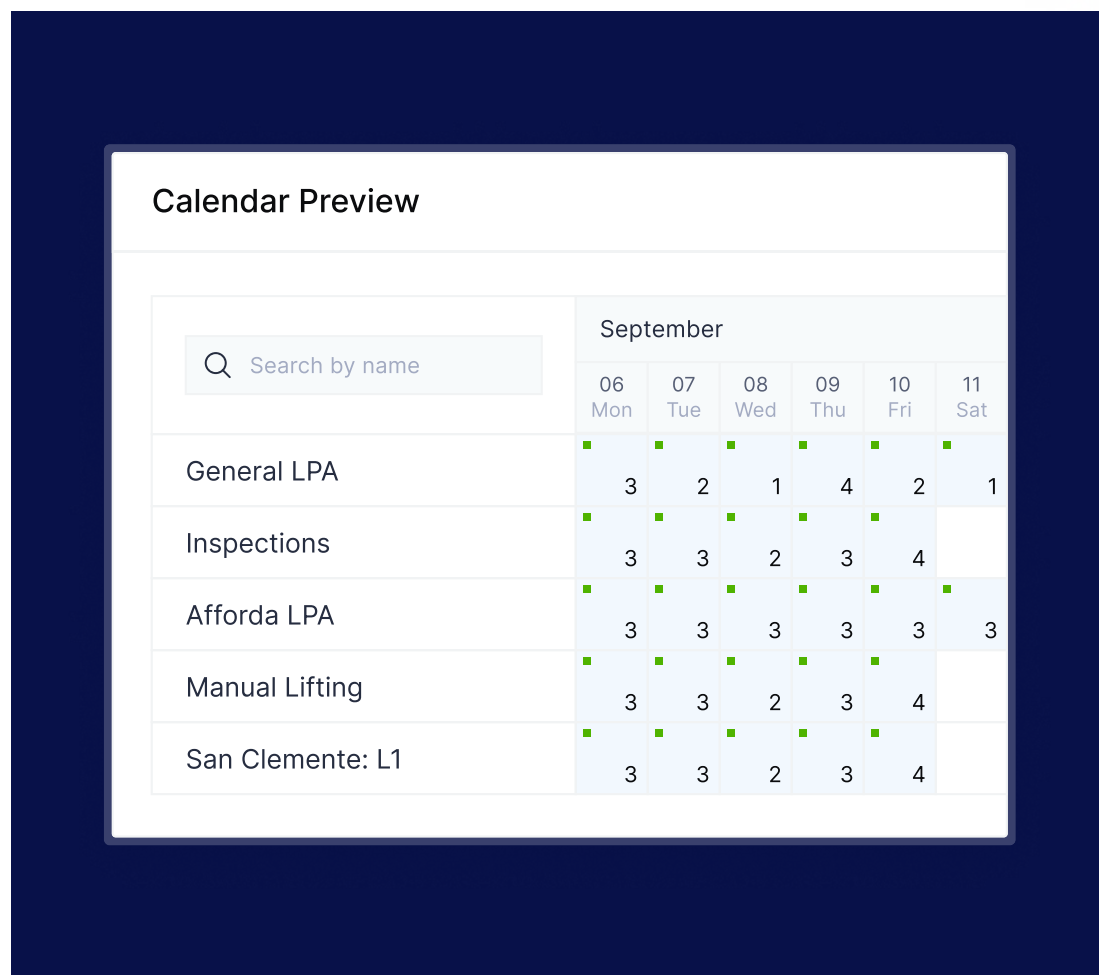 Calendar Preview
Search by name
September
06 07 08 09 10 11
Mon Tue Wed Thu Fri Sat
General LPA 3 2 1 4 2 1
Inspections 3 3 2 3 4
Afforda LPA 3 3 3 3 3 3
Manual Lifting 3 3 2 3 4
San Clemente: L1 3 3 2 3 4